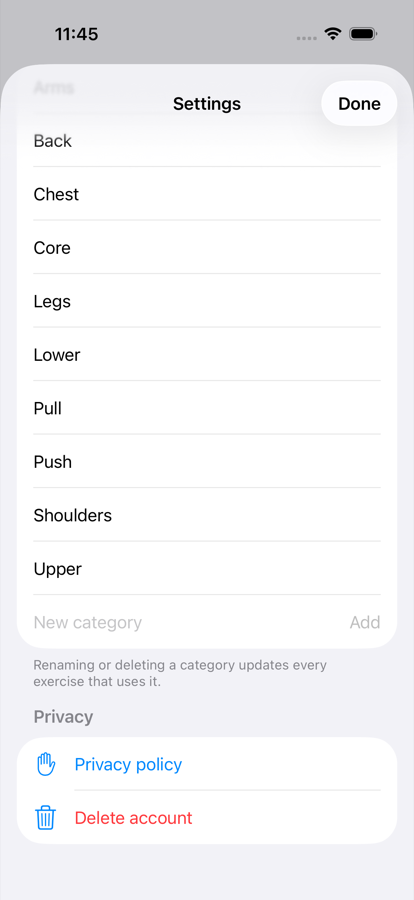 11:45
Arms
Settings
Done
Back
Chest
Core
Legs
Lower
Pull
Push
Shoulders
Upper
New category
Add
Renaming or deleting a category updates every
exercise that uses it.
Privacy
Privacy policy
Delete account